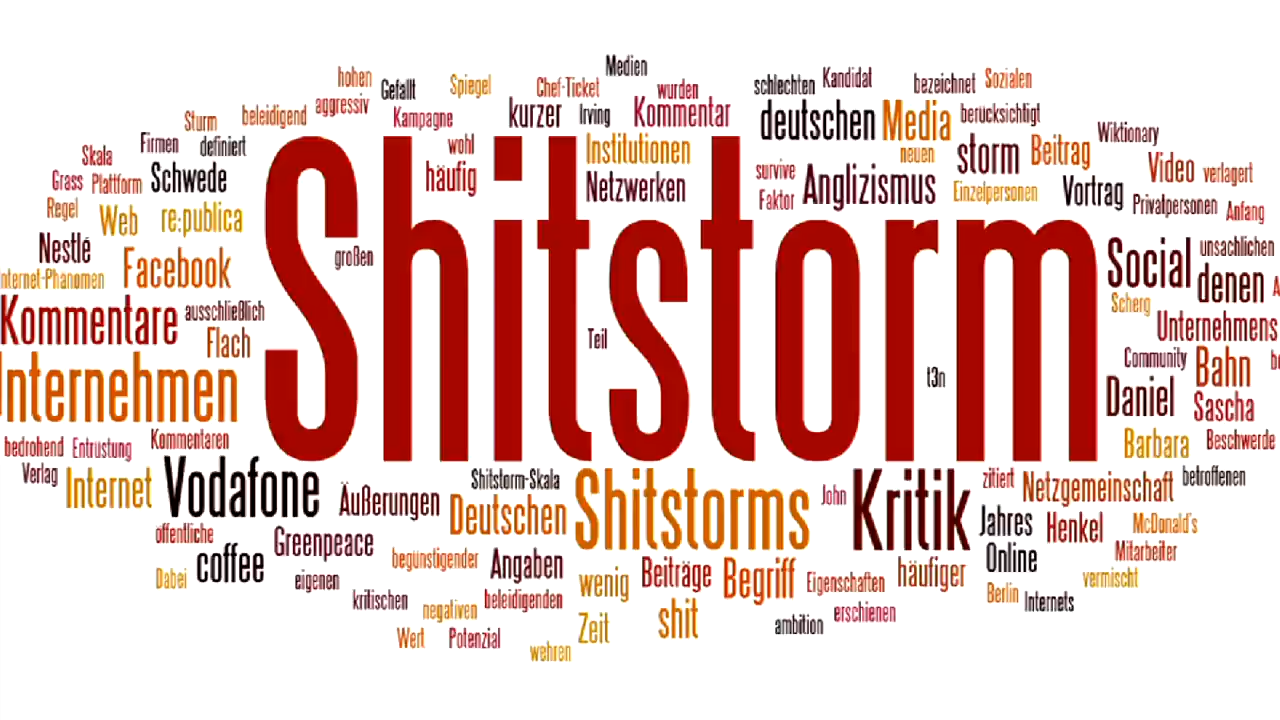 Medien
hohen Gefällt Spiegel Chef-Ticket wurden schlechten Kandidat bezeichnet Sozialen
Sturm beleidigend aggressiv Kampagne kurzer Irving Kommentar deutschen Media berücksichtigt
Firmen definiert wohl Institutionen neuen storm Beitrag Wiktionary
Skala Schwede häufig Netzwerken survive Anglizismus Einzelpersonen Vortrag Video verlagert
Grass Plattform Faktor Privatpersonen Anfang
Regel Web re:publica
Shitstorm
Nestlé großen Social unsachlichen
Internet-Phänomen Facebook denen
Kommentare ausschließlich Scherg
Flach Teil Unternehmens
Unternehmen t3n Community Bahn
Daniel Sascha
bedrohend Entrüstung Kommentaren Barbara Beschwerde
Verlag Internet Vodafone Shitstorm-Skala zitiert Netzgemeinschaft betroffenen
Äußerungen Deutschen Shitstorms John Kritik
öffentliche Greenpeace Jahres Henkel McDonald's
Dabei coffee eigenen begünstigender Angaben Online Mitarbeiter
wenig Beiträge Begriff Eigenschaften häufiger vermischt
kritischen negativen beleidigenden Berlin Internets
Zeit shit ambition erschienen
Wert Potenzial
wehren